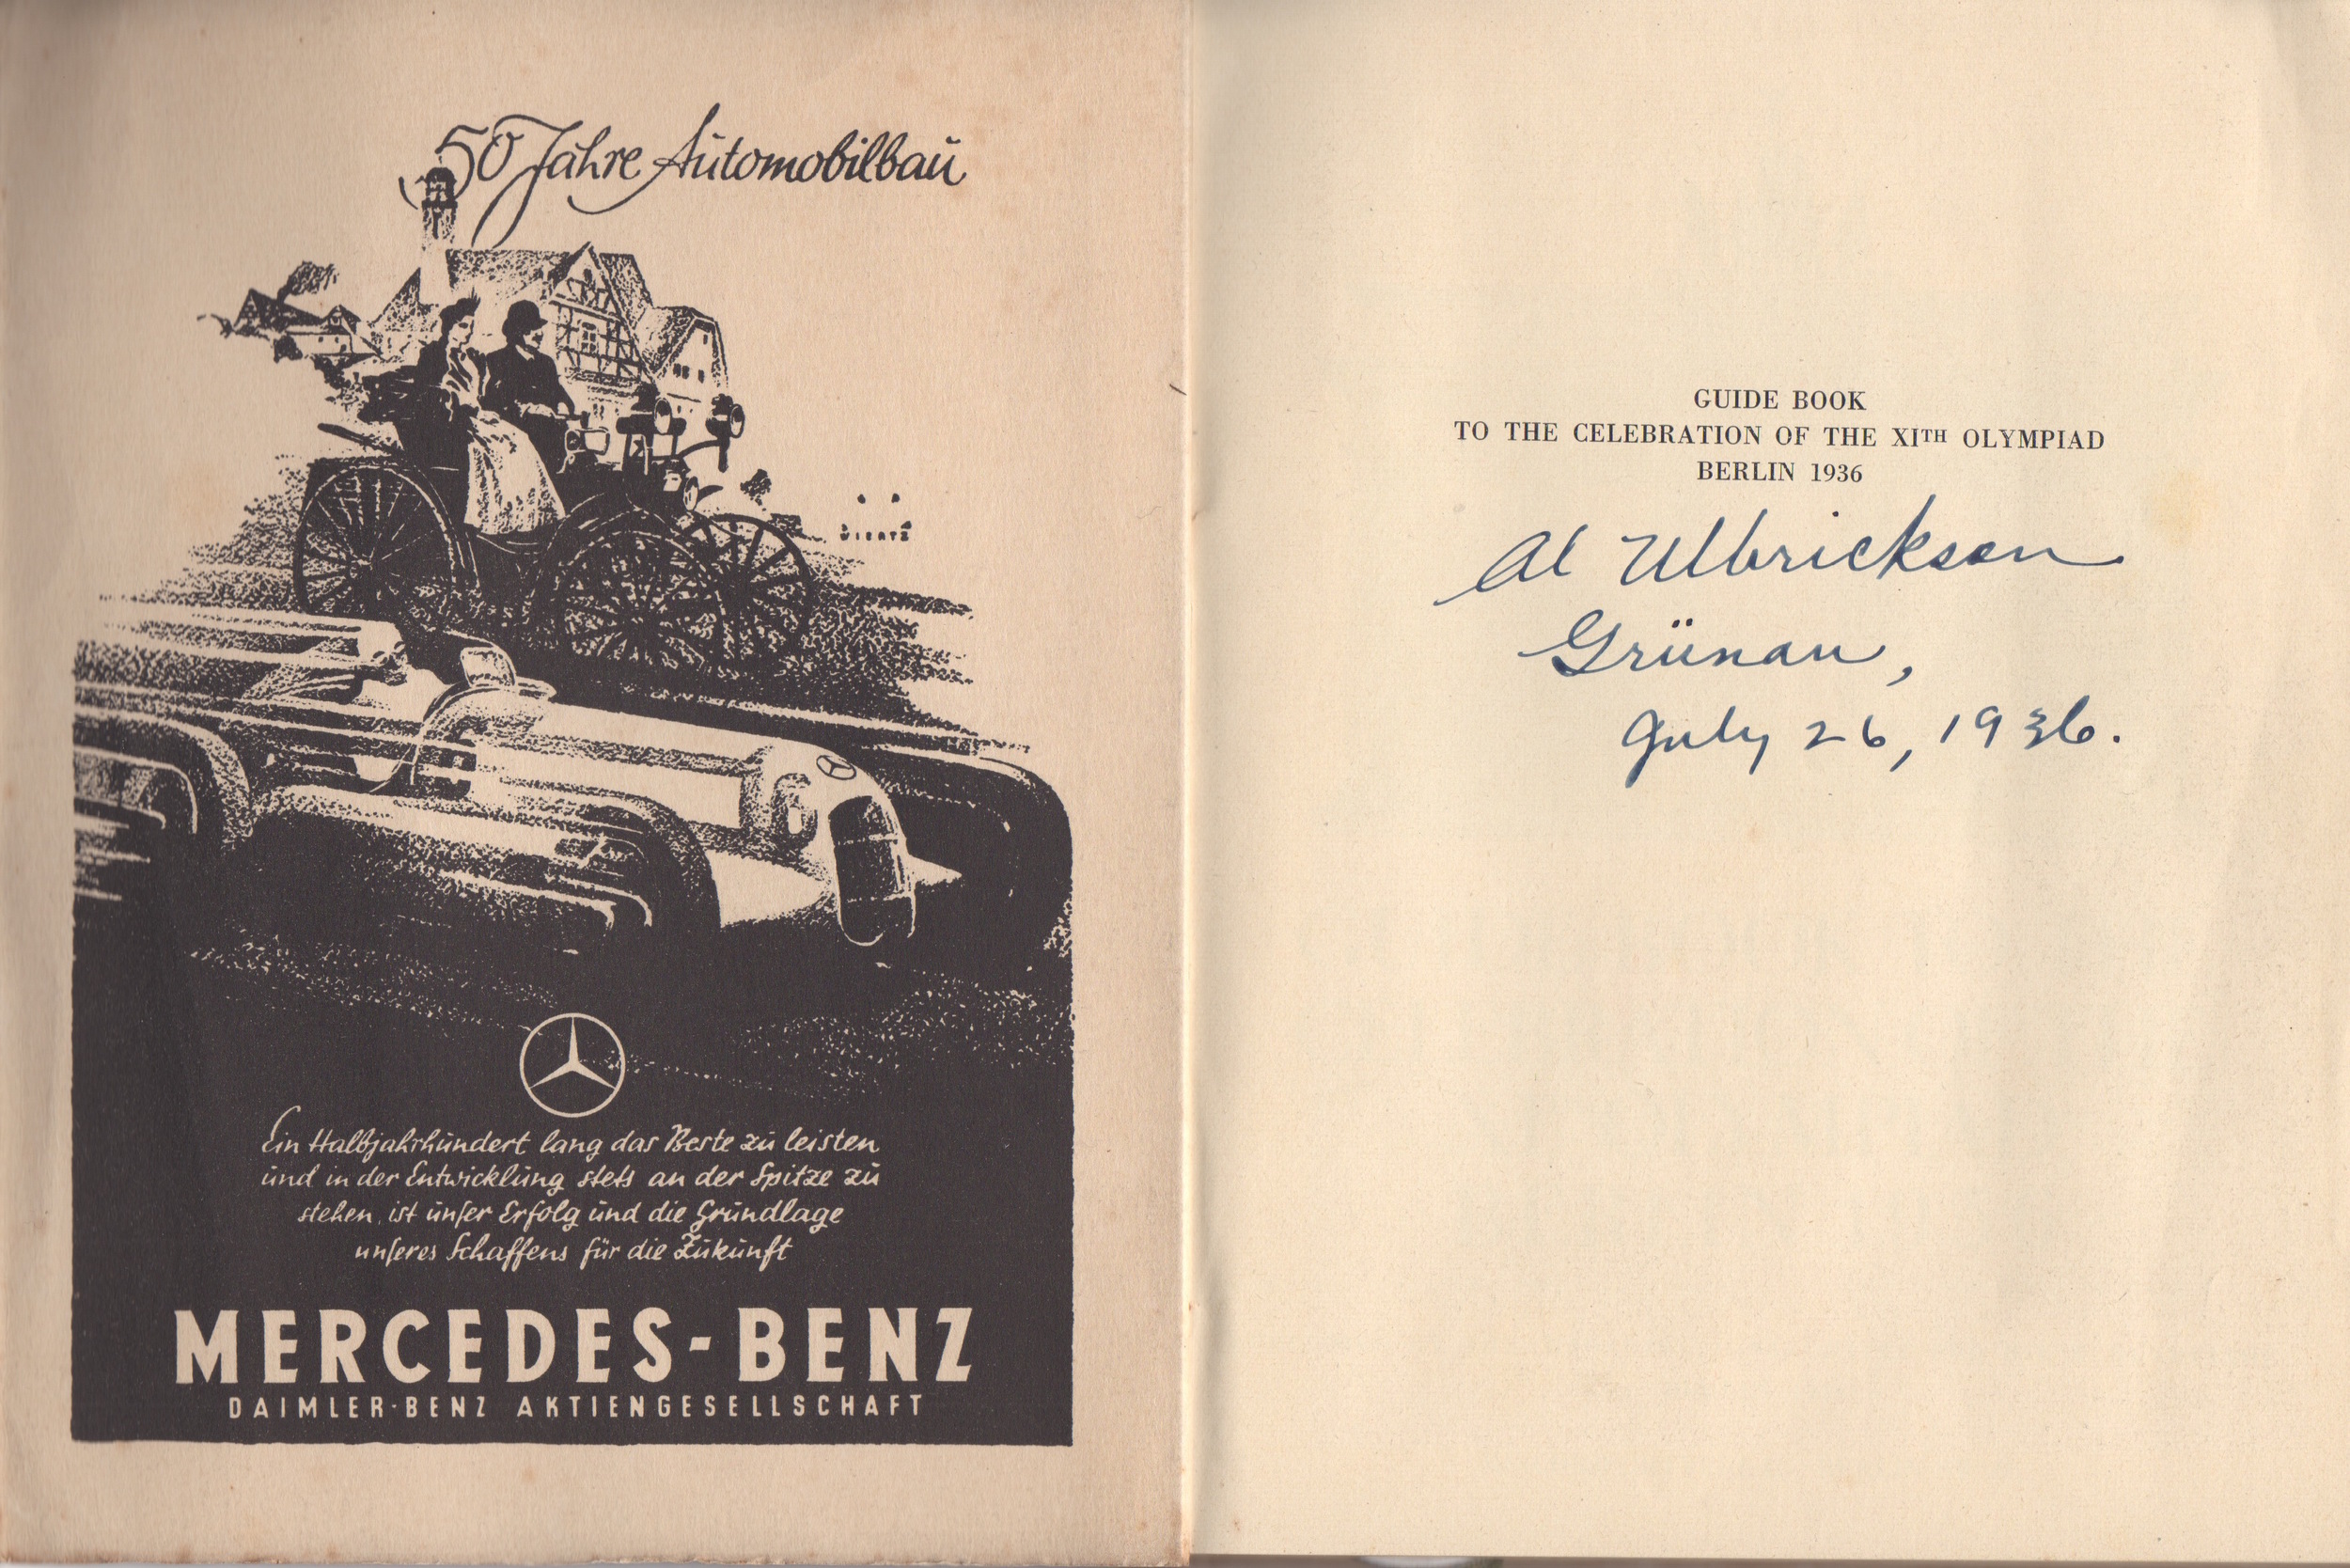 50 Jahre Automobilbau
WIERTZ
Ein Halbjahrhundert lang das Beste zu leisten
und in der Entwicklung stets an der Spitze zu
stehen, ist unser Erfolg und die Grundlage
unseres Schaffens für die Zukunft
MERCEDES-BENZ
DAIMLER-BENZ AKTIENGESELLSCHAFT
GUIDE BOOK
TO THE CELEBRATION OF THE XITH OLYMPIAD
BERLIN 1936
Al Ulbrickson
Grünau,
July 26, 1936.